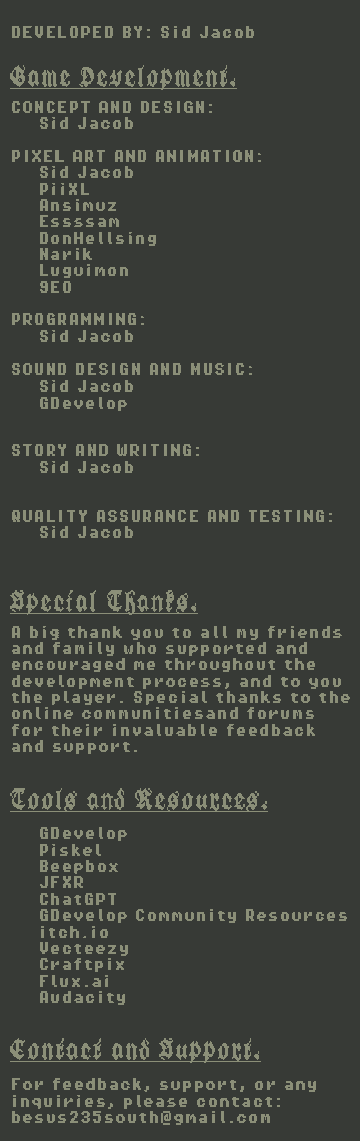 DEVELOPED BY: Sid Jacob
Game Development.
CONCEPT AND DESIGN:
Sid Jacob
PIXEL ART AND ANIMATION:
Sid Jacob
PiiXL
Ansimuz
Essssam
DonHellsing
Narik
Luguimon
9E0
PROGRAMMING:
Sid Jacob
SOUND DESIGN AND MUSIC:
Sid Jacob
GDevelop
STORY AND WRITING:
Sid Jacob
QUALITY ASSURANCE AND TESTING:
Sid Jacob
Special Thanks.
A big thank you to all my friends
and family who supported and
encouraged me throughout the
development process, and to you
the player. Special thanks to the
online communitiesand forums
for their invaluable feedback
and support.
Tools and Resources.
GDevelop
Piskel
Beepbox
JFXR
ChatGPT
GDevelop Community Resources
itch.io
Vecteezy
Craftpix
Flux.ai
Audacity
Contact and Support.
For feedback, support, or any
inquiries, please contact:
besus235south@gmail.com